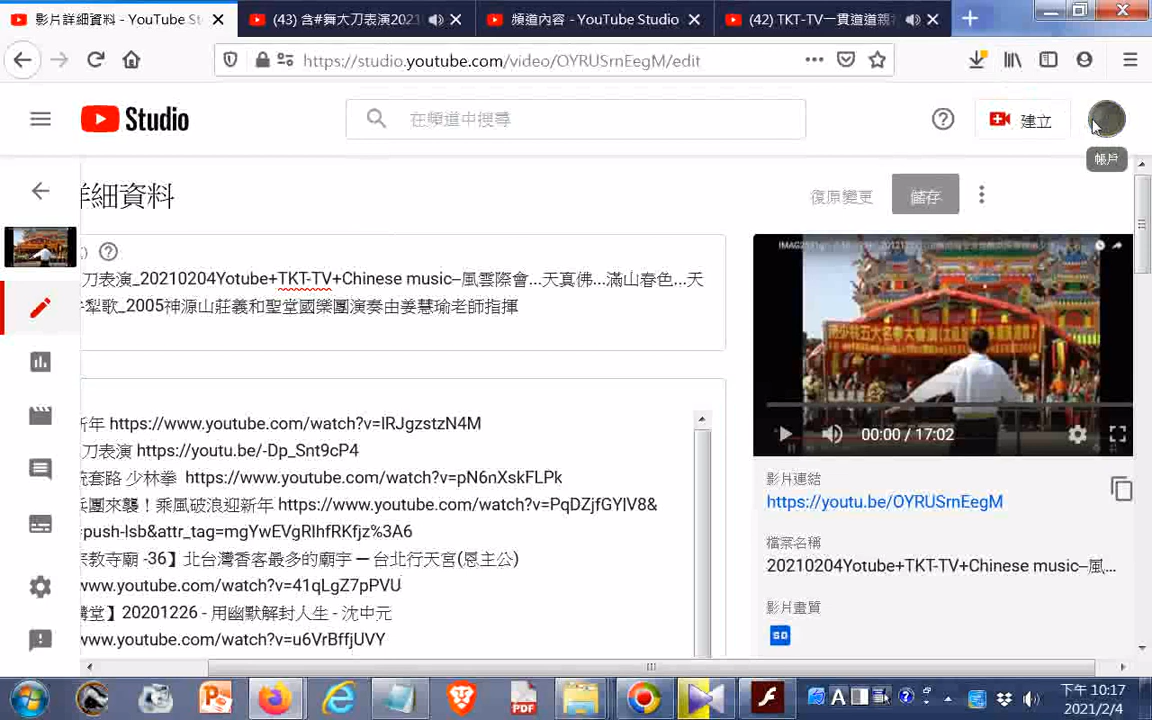 影片詳細資料 - YouTube St
(43) 含#舞大刀表演2021
頻道內容 - YouTube Studio
(42) TKT-TV一貫道道親
https://studio.youtube.com/video/OYRUSrnEegM/edit
Studio
在頻道中搜尋
建立
帳戶
詳細資料
復原變更
儲存
刀表演_20210204Yotube+TKT-TV+Chinese music–風雲際會...天真佛...滿山春色...天
犁歌_2005神源山莊義和聖堂國樂團演奏由姜慧瑜老師指揮
新年 https://www.youtube.com/watch?v=lRJgzstzN4M
刀表演 https://youtu.be/-Dp_Snt9cP4
套路 少林拳 https://www.youtube.com/watch?v=pN6nXskFLPk
兵團來襲！乘風破浪迎新年 https://www.youtube.com/watch?v=PqDZjfGY|V8&
=push-lsb&attr_tag=mgYwEVgRlhfRKfjz%3A6
教寺廟 -36】北台灣香客最多的廟宇 ─ 台北行天宮(恩主公)
www.youtube.com/watch?v=41qLgZ7pPVU
講堂】20201226 - 用幽默解封人生 - 沈中元
www.youtube.com/watch?v=u6VrBffjUVY
00:00 / 17:02
影片連結
https://youtu.be/OYRUSrnEegM
檔案名稱
20210204Yotube+TKT-TV+Chinese music–風...
影片畫質
SD
PDF
A
下午 10:17
2021/2/4